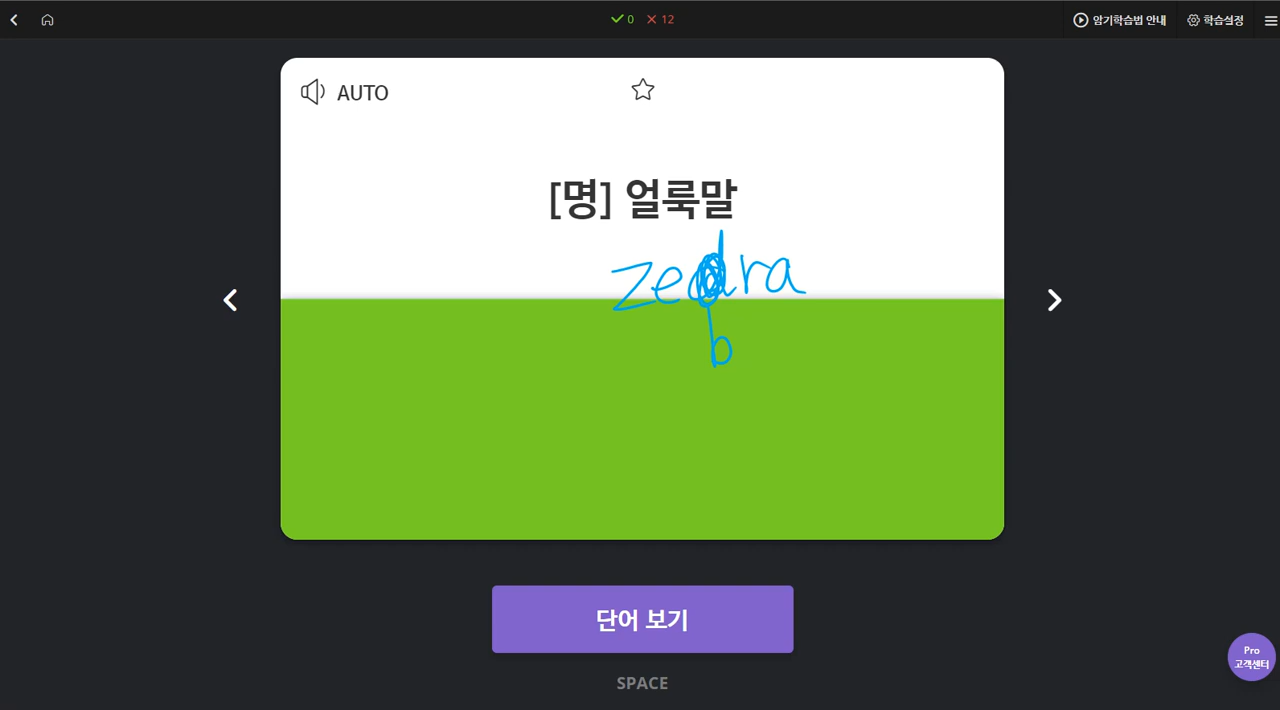 0 12 암기학습법 안내 학습설정
AUTO
[명] 얼룩말
zedra
b
단어 보기
SPACE
Pro
고객센터